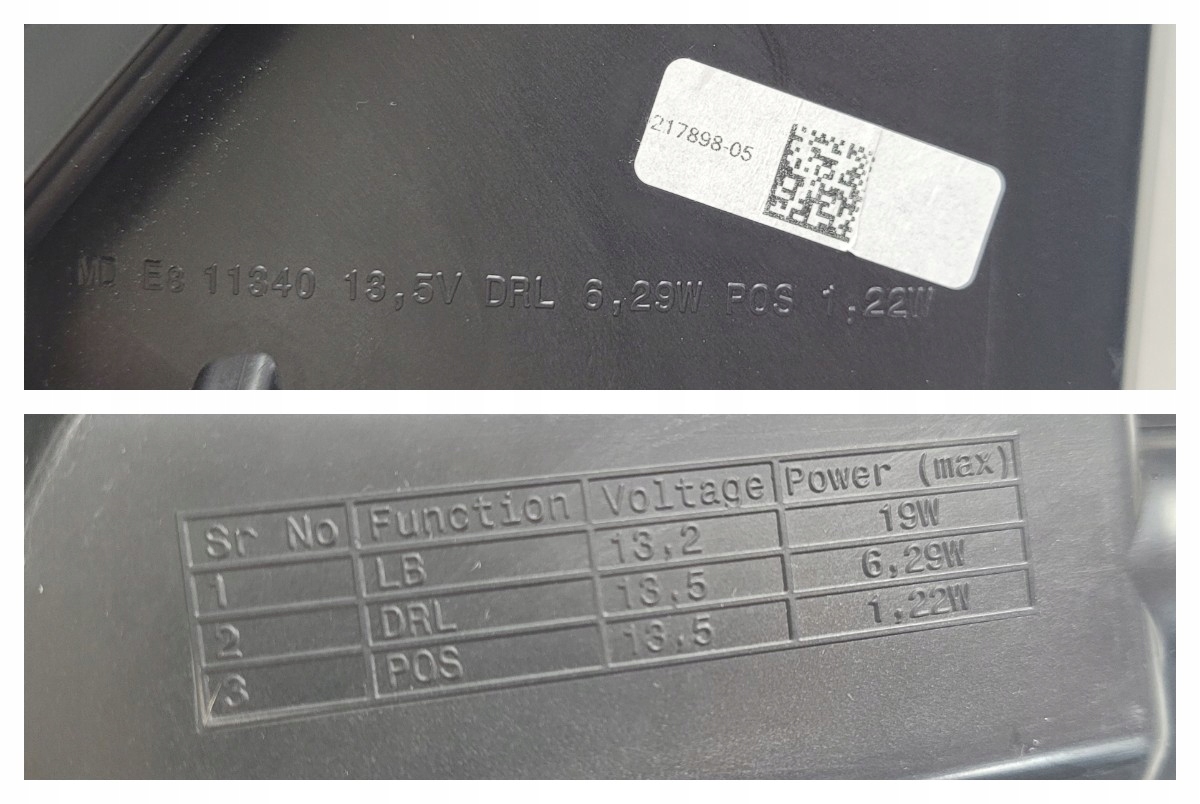 217898-05
MD E8 11340 13,5V DRL 6,29W POS 1,22W
Sr No Function Voltage Power (max)
1 LB 13,2 19W
2 DRL 13,5 6,29W
3 POS 13,5 1,22W